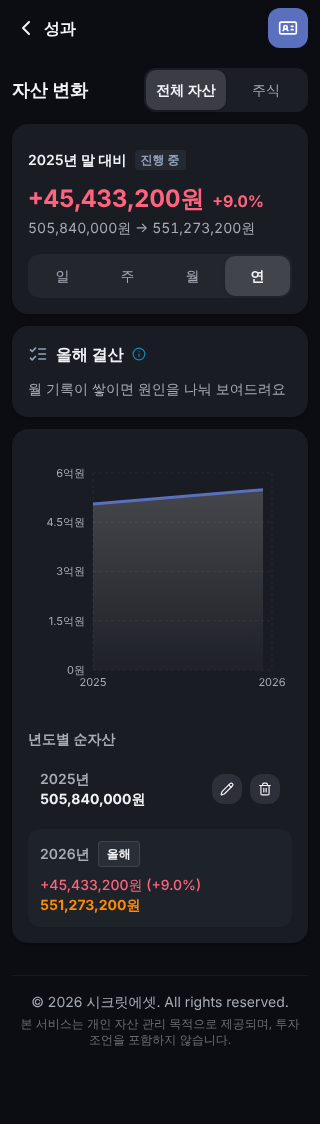 성과
자산 변화
전체 자산 주식
2025년 말 대비 진행 중
+45,433,200원 +9.0%
505,840,000원 → 551,273,200원
일 주 월 연
올해 결산
월 기록이 쌓이면 원인을 나눠 보여드려요
6억원
4.5억원
3억원
1.5억원
0원
2025 2026
년도별 순자산
2025년
505,840,000원
2026년 올해
+45,433,200원 (+9.0%)
551,273,200원
© 2026 시크릿에셋. All rights reserved.
본 서비스는 개인 자산 관리 목적으로 제공되며, 투자
조언을 포함하지 않습니다.